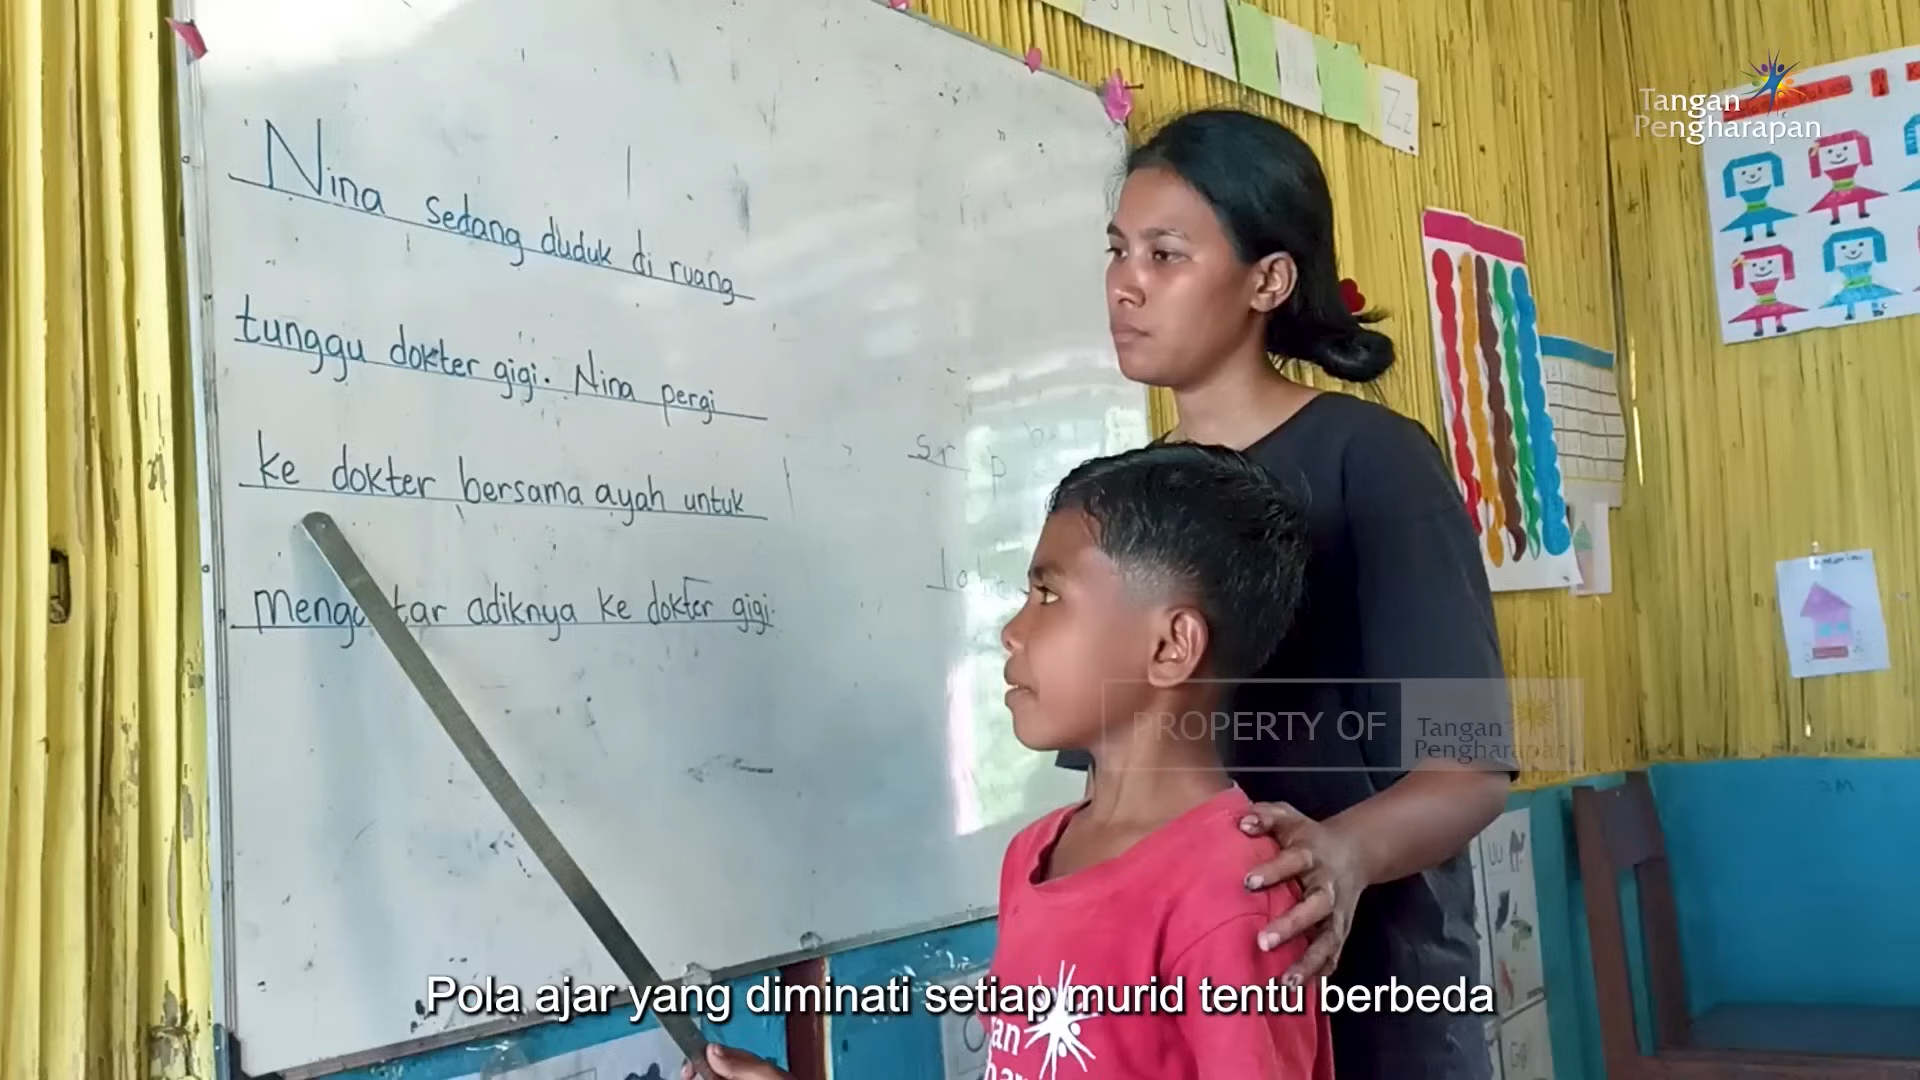 Zz
Tangan
Pengharapan
Nina sedang duduk di ruang
tunggu dokter gigi. Nina pergi
ke dokter bersama ayah untuk
tar adiknya ke dokter gigi.
PROPERTY OF
Tangan
Pengharapan
Pola ajar yang diminati setiap murid tentu berbeda